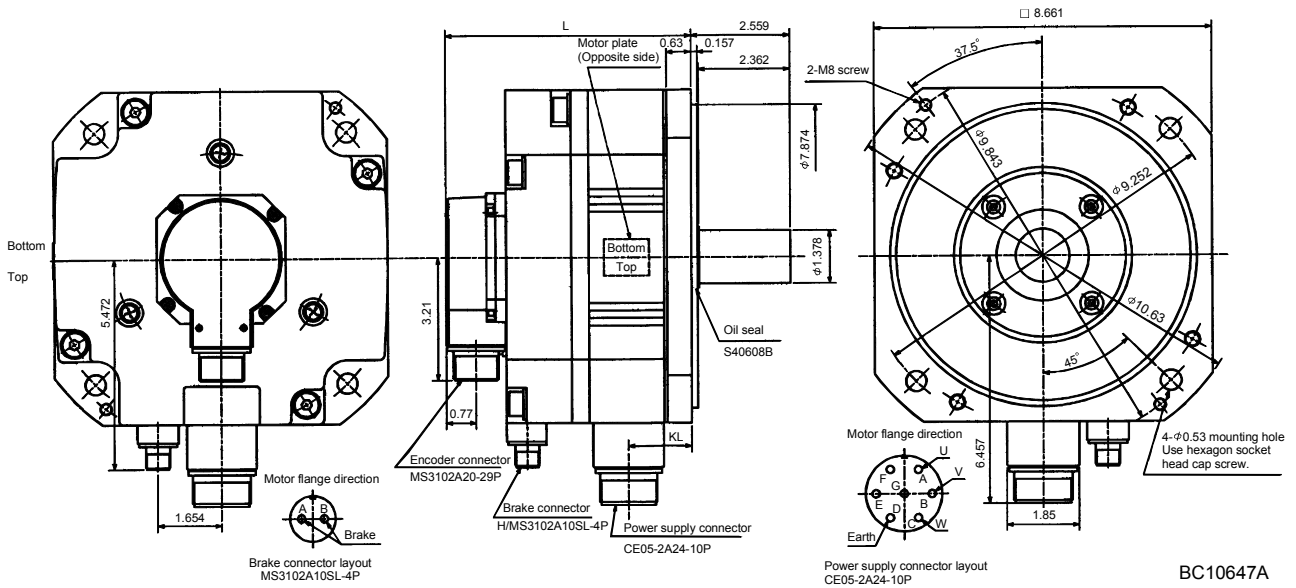 L
2.559
0.63
0.157
2.362
Motor plate
(Opposite side)
□ 8.661
37.5°
2-M8 screw
ϕ7.874
ϕ9.843
ϕ9.252
Bottom
Top
5.472
3.21
Bottom
Top
ϕ1.378
Oil seal
S40608B
ϕ10.63
45°
0.77
KL
1.654
Encoder connector
MS3102A20-29P
Motor flange direction
A
B
Brake
Brake connector layout
MS3102A10SL-4P
Brake connector
H/MS3102A10SL-4P
Power supply connector
CE05-2A24-10P
Motor flange direction
U
V
W
F
A
G
E
B
D
C
Earth
Power supply connector layout
CE05-2A24-10P
6.457
1.85
4-ϕ0.53 mounting hole
Use hexagon socket
head cap screw.
BC10647A